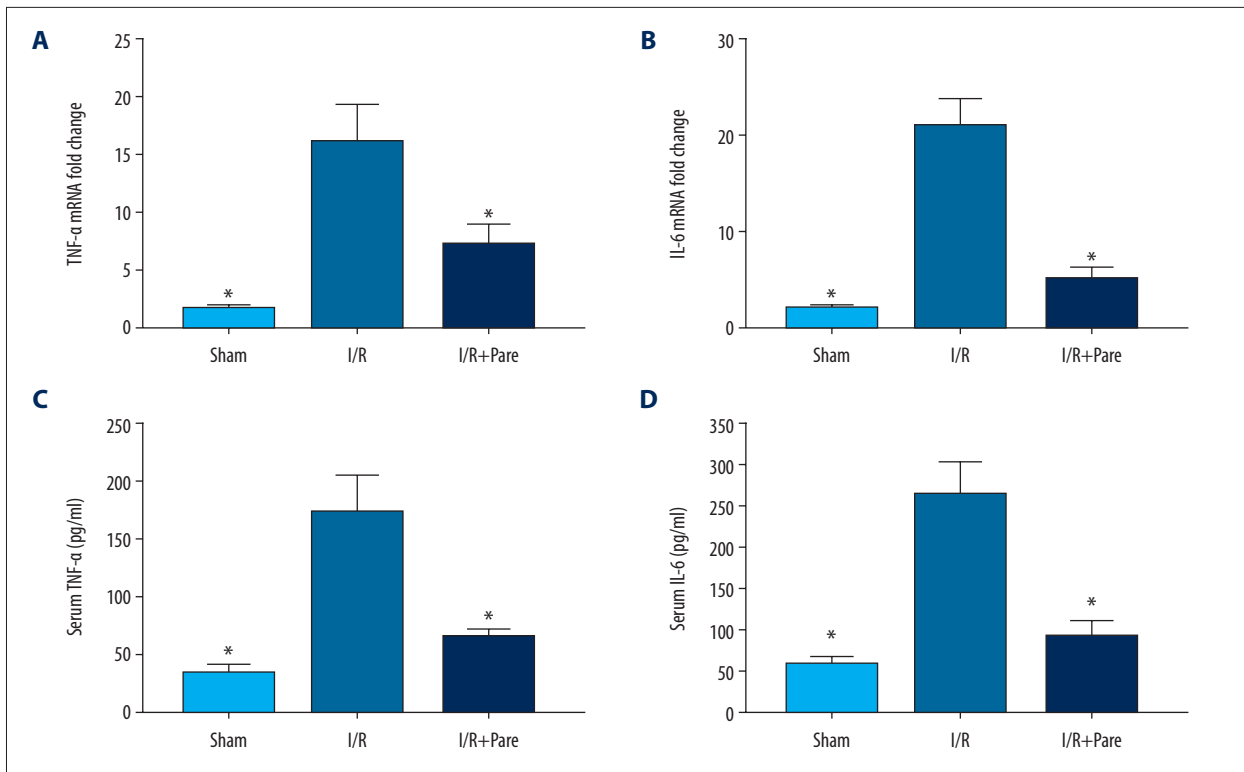 A
TNF-α mRNA fold change
25
20
15
10
5
0
*
*
Sham
I/R
I/R+Pare
B
IL-6 mRNA fold change
30
20
10
0
*
*
Sham
I/R
I/R+Pare
C
Serum TNF-α (pg/ml)
250
200
150
100
50
0
*
*
Sham
I/R
I/R+Pare
D
Serum IL-6 (pg/ml)
350
300
250
200
150
100
50
0
*
*
Sham
I/R
I/R+Pare